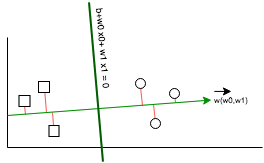 b+w0 x0+ w1 x1 = 0
w(w0,w1)